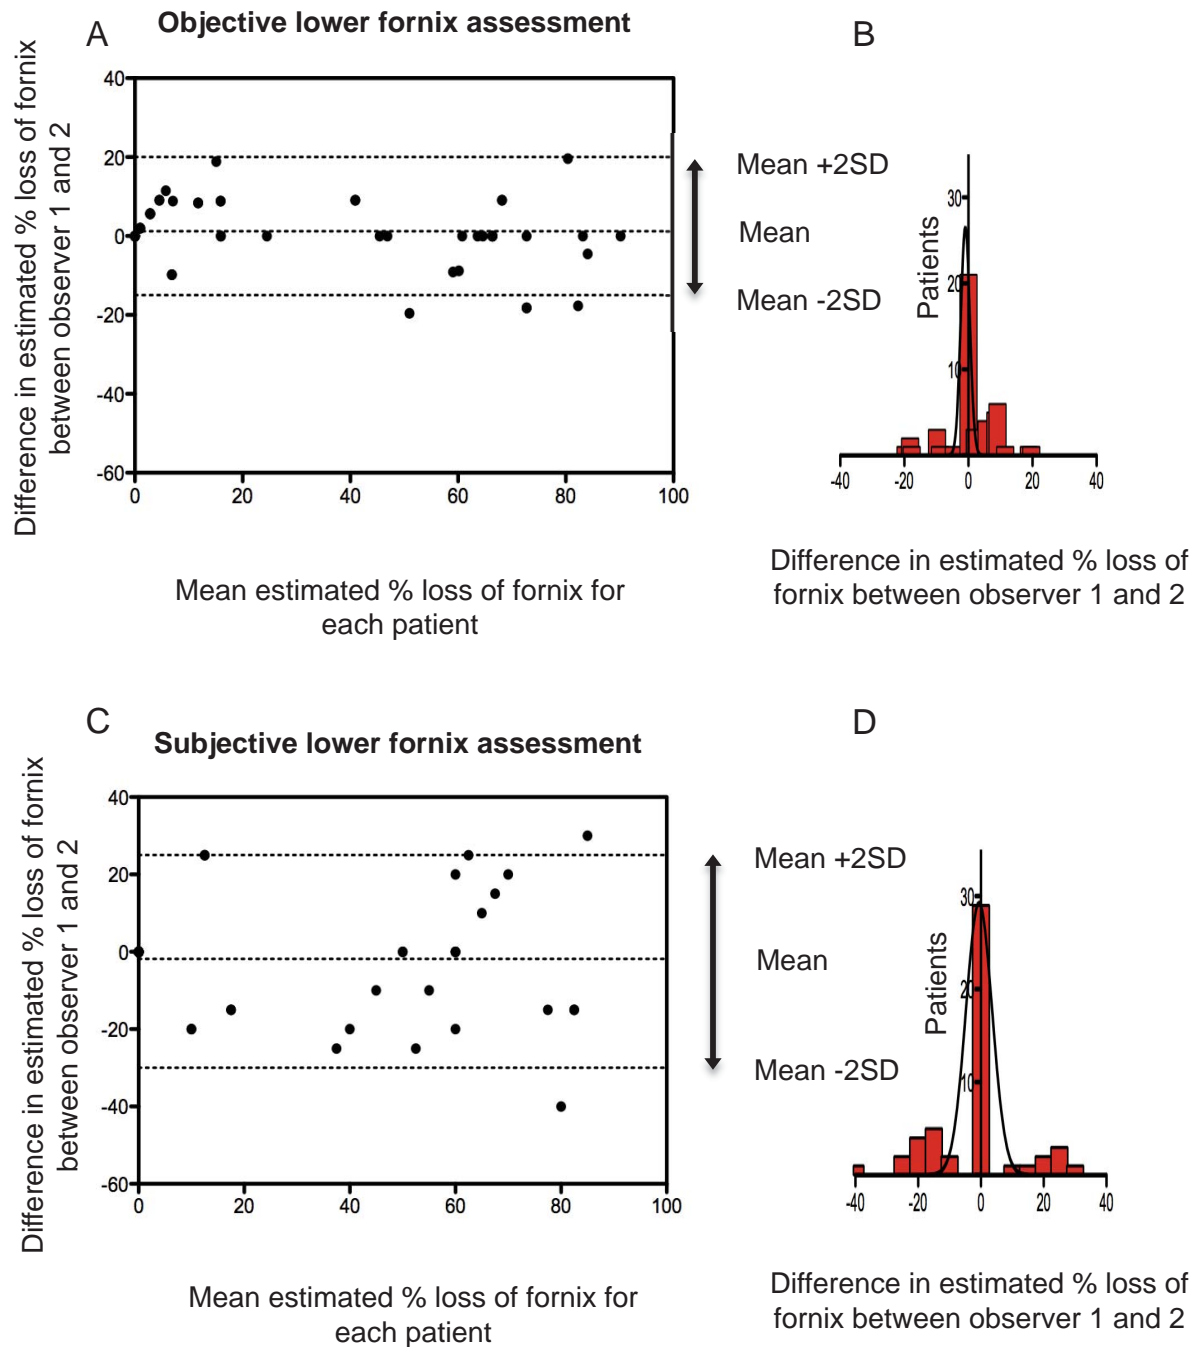 A
Objective lower fornix assessment
B
Difference in estimated % loss of fornix
between observer 1 and 2
40
20
0
-20
-40
-60
0 20 40 60 80 100
Mean estimated % loss of fornix for
each patient
Mean +2SD
Mean
Mean -2SD
Patients
30
20
10
-40 -20 0 20 40
Difference in estimated % loss of
fornix between observer 1 and 2
C
Subjective lower fornix assessment
D
Difference in estimated % loss of fornix
between observer 1 and 2
40
20
0
-20
-40
-60
0 20 40 60 80 100
Mean estimated % loss of fornix for
each patient
Mean +2SD
Mean
Mean -2SD
Patients
30
20
10
-40 -20 0 20 40
Difference in estimated % loss of
fornix between observer 1 and 2